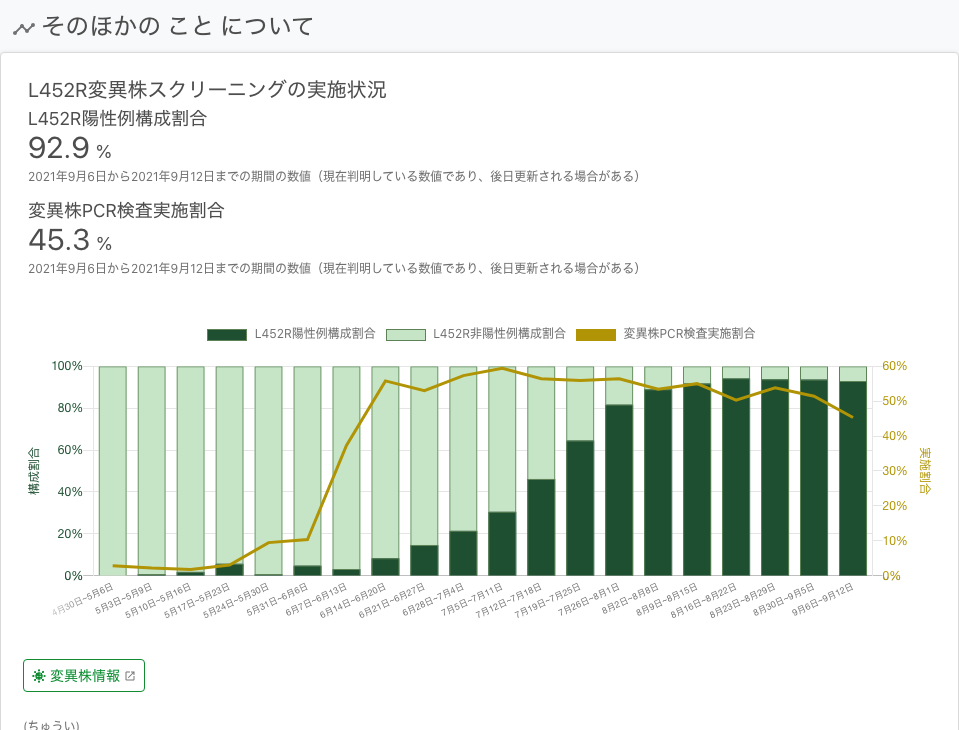 そのほかの こと について
L452R変異株スクリーニングの実施状況
L452R陽性例構成割合
92.9 %
2021年9月6日から2021年9月12日までの期間の数値（現在判明している数値であり、後日更新される場合がある）
変異株PCR検査実施割合
45.3 %
2021年9月6日から2021年9月12日までの期間の数値（現在判明している数値であり、後日更新される場合がある）
L452R陽性例構成割合 L452R非陽性例構成割合 変異株PCR検査実施割合
100% 60%
50%
80%
40%
60%
30%
40%
20%
20%
10%
0% 0%
構成割合
実施割合
4月30日~5月6日
5月3日~5月9日
5月10日~5月16日
5月17日~5月23日
5月24日~5月30日
5月31日~6月6日
6月7日~6月13日
6月14日~6月20日
6月21日~6月27日
6月28日~7月4日
7月5日~7月11日
7月12日~7月18日
7月19日~7月25日
7月26日~8月1日
8月2日~8月8日
8月9日~8月15日
8月16日~8月22日
8月23日~8月29日
8月30日~9月5日
9月6日~9月12日
変異株情報
(ちゅうい)